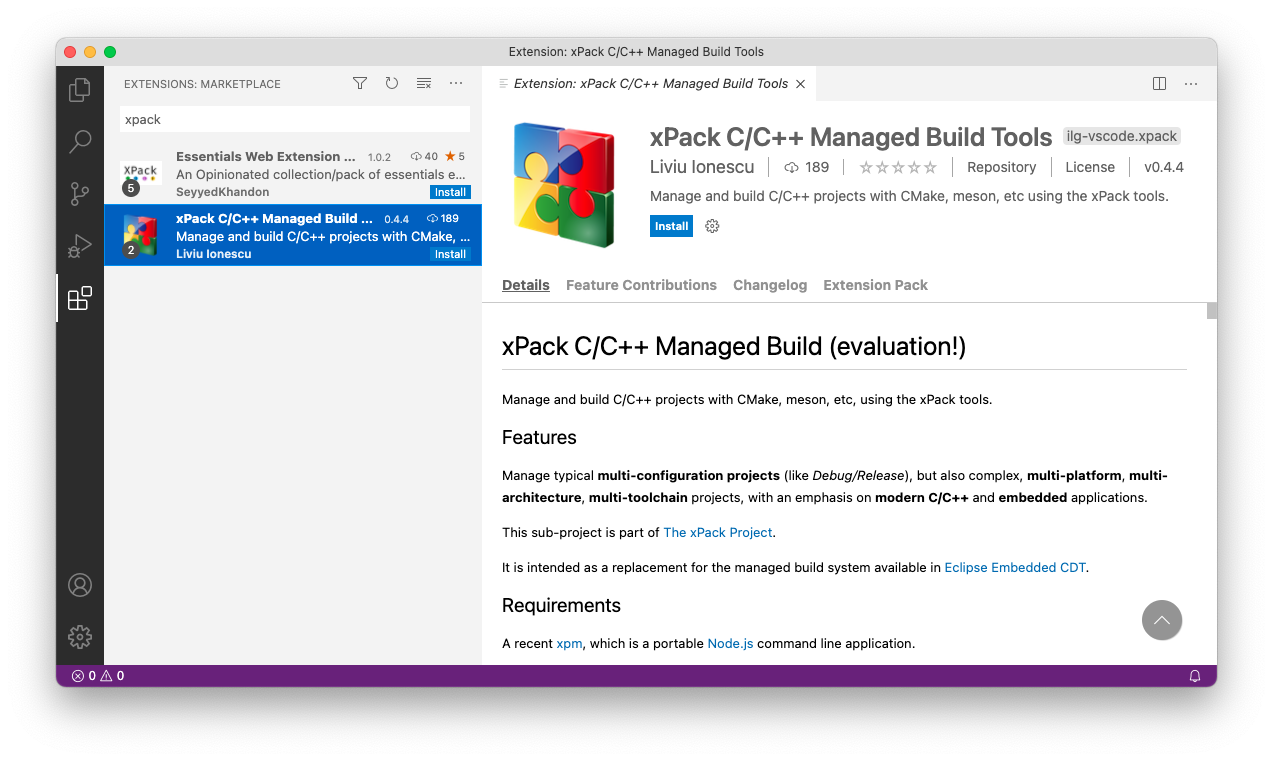 Extension: xPack C/C++ Managed Build Tools
EXTENSIONS: MARKETPLACE
xpack
XPack
5
Essentials Web Extension ... 1.0.2 40 5
An Opinionated collection/pack of essentials e...
SeyyedKhandon Install
2
xPack C/C++ Managed Build ... 0.4.4 189
Manage and build C/C++ projects with CMake, ...
Liviu Ionescu Install
Extension: xPack C/C++ Managed Build Tools
xPack C/C++ Managed Build Tools ilg-vscode.xpack
Liviu Ionescu 189 Repository License v0.4.4
Manage and build C/C++ projects with CMake, meson, etc using the xPack tools.
Install
Details Feature Contributions Changelog Extension Pack
xPack C/C++ Managed Build (evaluation!)
Manage and build C/C++ projects with CMake, meson, etc, using the xPack tools.
Features
Manage typical multi-configuration projects (like Debug/Release), but also complex, multi-platform, multi-
architecture, multi-toolchain projects, with an emphasis on modern C/C++ and embedded applications.
This sub-project is part of The xPack Project.
It is intended as a replacement for the managed build system available in Eclipse Embedded CDT.
Requirements
A recent xpm, which is a portable Node.js command line application.
0 0